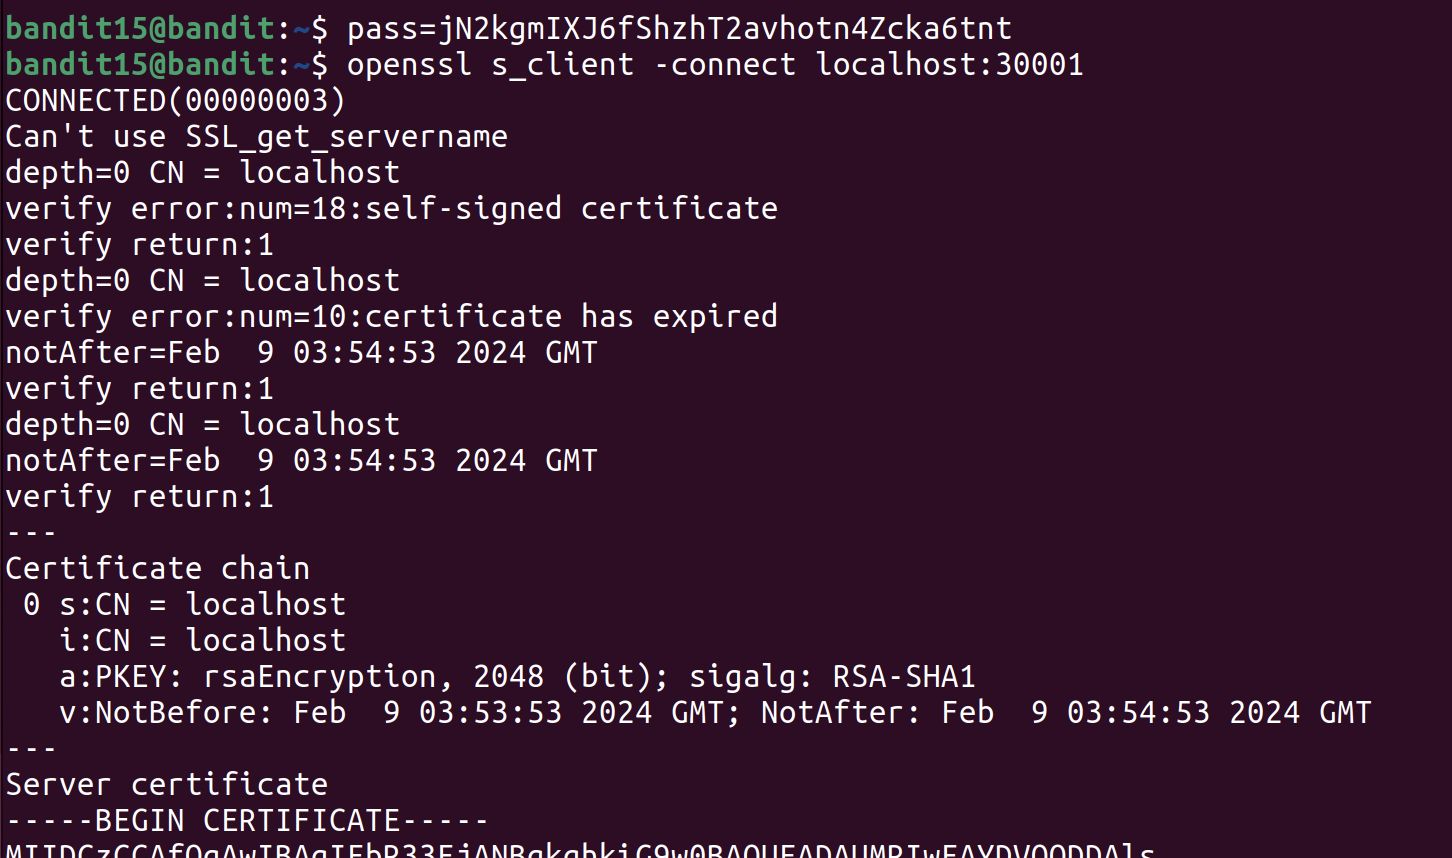 bandit15@bandit:~$ pass=jN2kgmIXJ6fShzhT2avhotn4Zcka6tnt
bandit15@bandit:~$ openssl s_client -connect localhost:30001
CONNECTED(00000003)
Can't use SSL_get_servername
depth=0 CN = localhost
verify error:num=18:self-signed certificate
verify return:1
depth=0 CN = localhost
verify error:num=10:certificate has expired
notAfter=Feb  9 03:54:53 2024 GMT
verify return:1
depth=0 CN = localhost
notAfter=Feb  9 03:54:53 2024 GMT
verify return:1
---
Certificate chain
 0 s:CN = localhost
   i:CN = localhost
   a:PKEY: rsaEncryption, 2048 (bit); sigalg: RSA-SHA1
   v:NotBefore: Feb  9 03:53:53 2024 GMT; NotAfter: Feb  9 03:54:53 2024 GMT
---
Server certificate
-----BEGIN CERTIFICATE-----